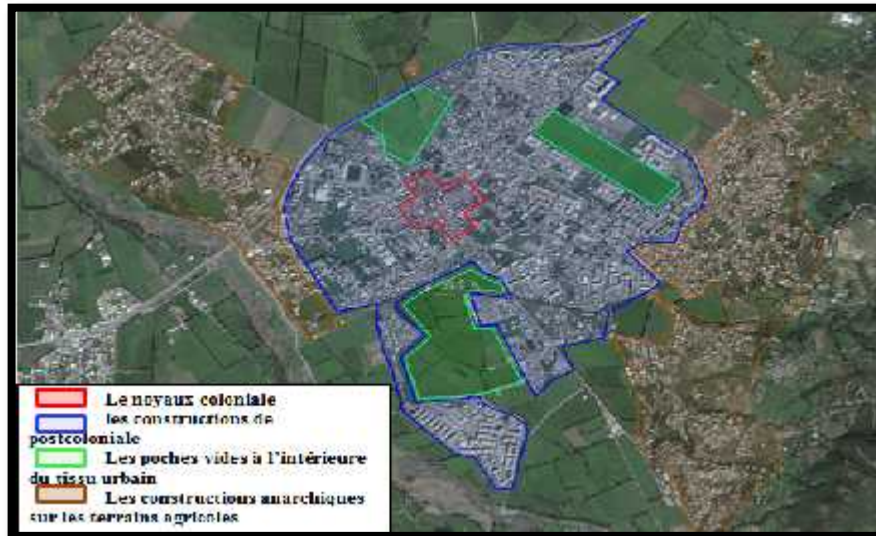 Le noyaux coloniale
les constructions de
postcoloniale
Les poches vides à l'intérieure
du tissu urbain
Les constructions anarchiques
sur les terrains agricoles